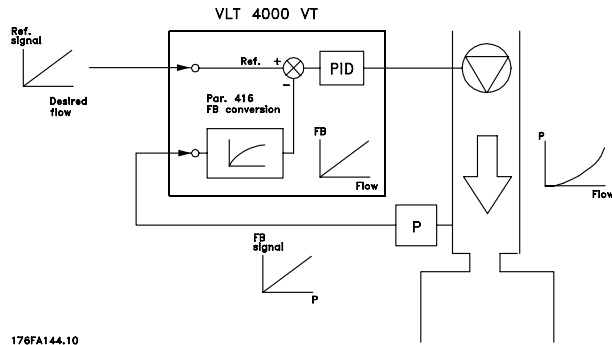 VLT 4000 VT
Ref.
signal
Desired
flow
Ref.
+
−
PID
Par. 416
FB conversion
FB
Flow
P
Flow
P
FB
signal
P
176FA144.10